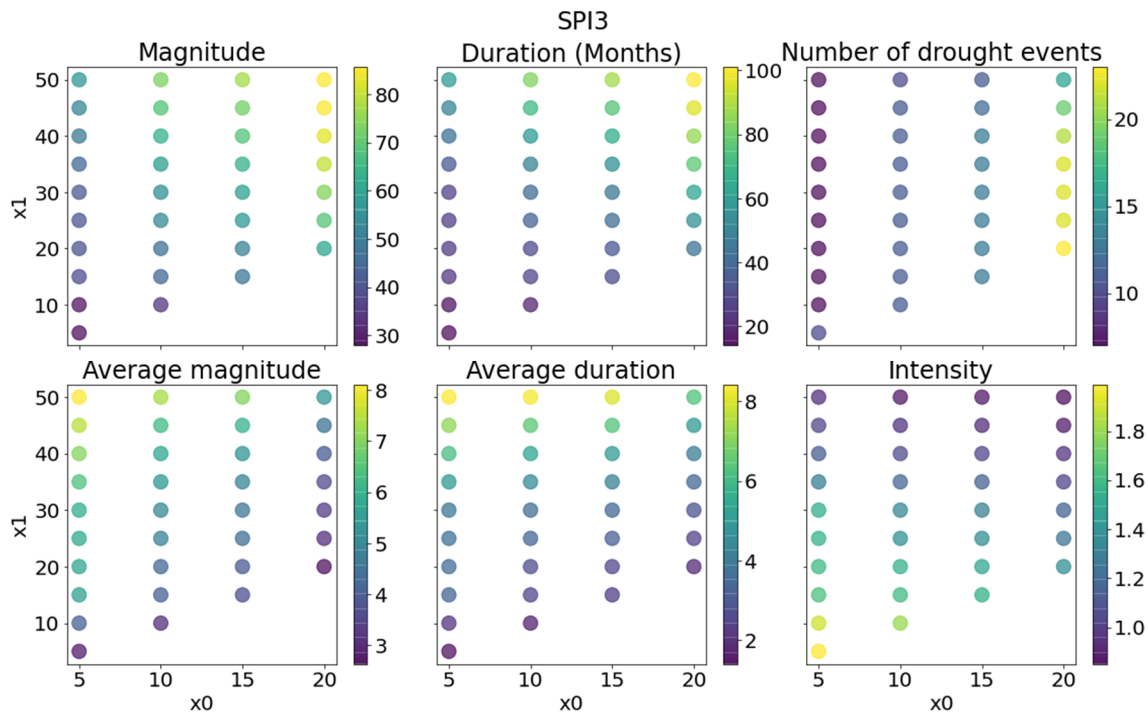 SPI3
Magnitude
Duration (Months)
Number of drought events
50
40
30
20
10
x1
80
70
60
50
40
30
100
80
60
40
20
20
15
10
Average magnitude
Average duration
Intensity
50
40
30
20
10
x1
8
7
6
5
4
3
8
6
4
2
1.8
1.6
1.4
1.2
1.0
5 10 15 20
5 10 15 20
5 10 15 20
x0
x0
x0